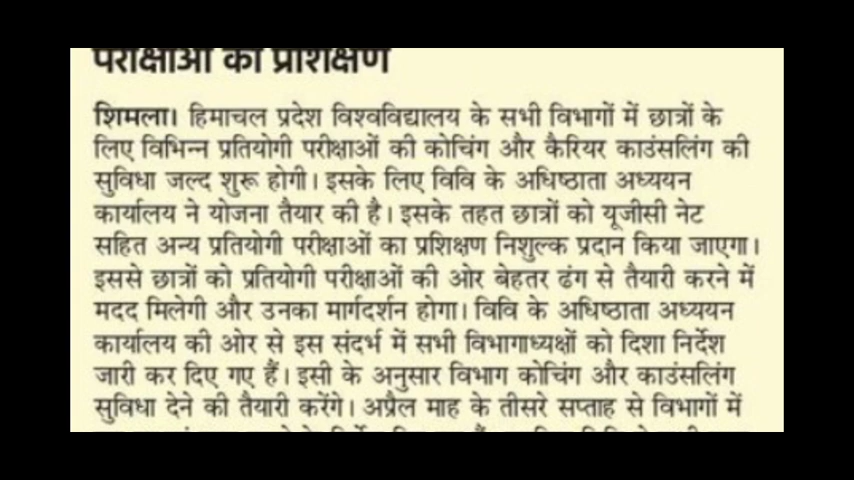 परीक्षाओं का प्रशिक्षण
शिमला। हिमाचल प्रदेश विश्वविद्यालय के सभी विभागों में छात्रों के
लिए विभिन्न प्रतियोगी परीक्षाओं की कोचिंग और कैरियर काउंसलिंग की
सुविधा जल्द शुरू होगी। इसके लिए विवि के अधिष्ठाता अध्ययन
कार्यालय ने योजना तैयार की है। इसके तहत छात्रों को यूजीसी नेट
सहित अन्य प्रतियोगी परीक्षाओं का प्रशिक्षण निशुल्क प्रदान किया जाएगा।
इससे छात्रों को प्रतियोगी परीक्षाओं की ओर बेहतर ढंग से तैयारी करने में
मदद मिलेगी और उनका मार्गदर्शन होगा। विवि के अधिष्ठाता अध्ययन
कार्यालय की ओर से इस संदर्भ में सभी विभागाध्यक्षों को दिशा निर्देश
जारी कर दिए गए हैं। इसी के अनुसार विभाग कोचिंग और काउंसलिंग
सुविधा देने की तैयारी करेंगे। अप्रैल माह के तीसरे सप्ताह से विभागों में